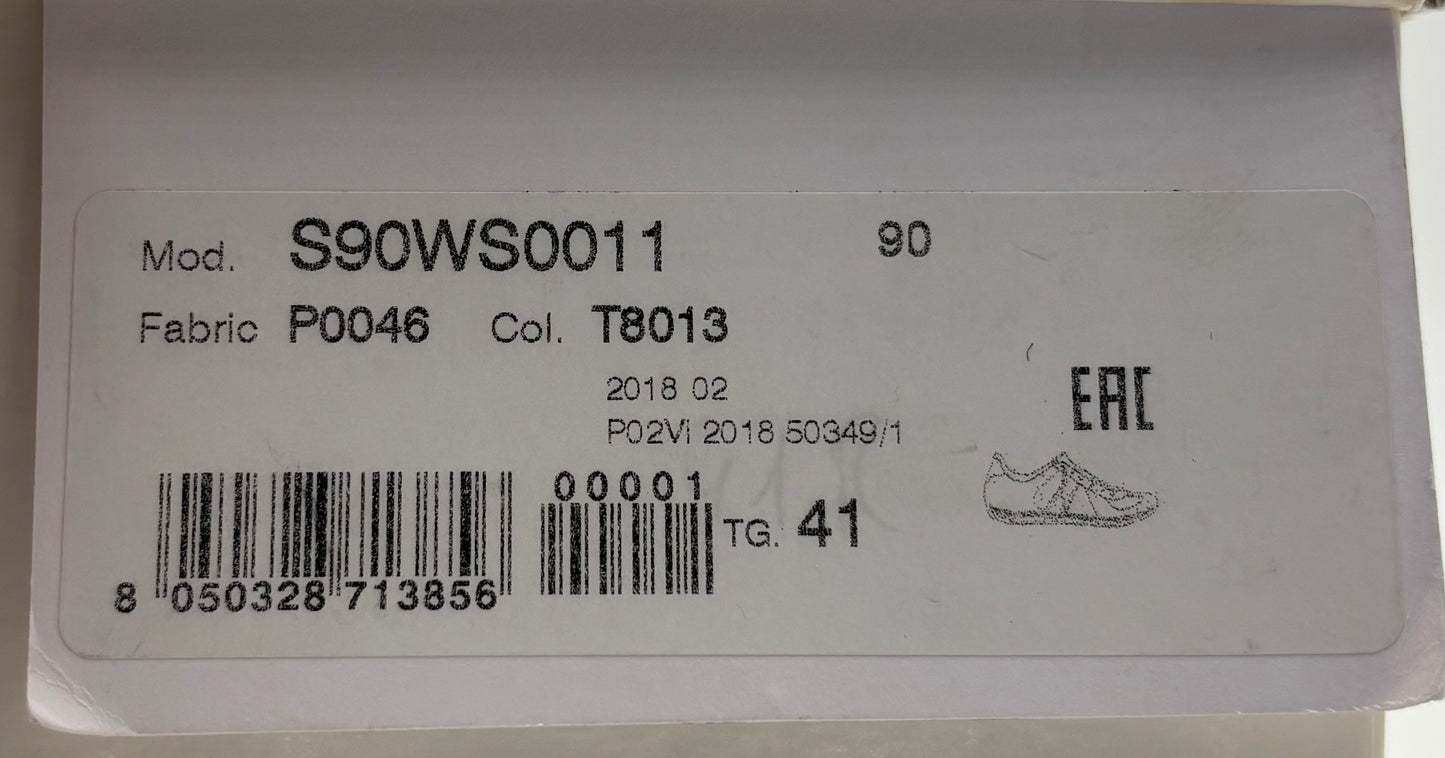 Mod. S90WS0011 90
Fabric P0046 Col. T8013
2018 02
P02VI 2018 50349/1
EAC
00001
TG. 41
8 050328 713856